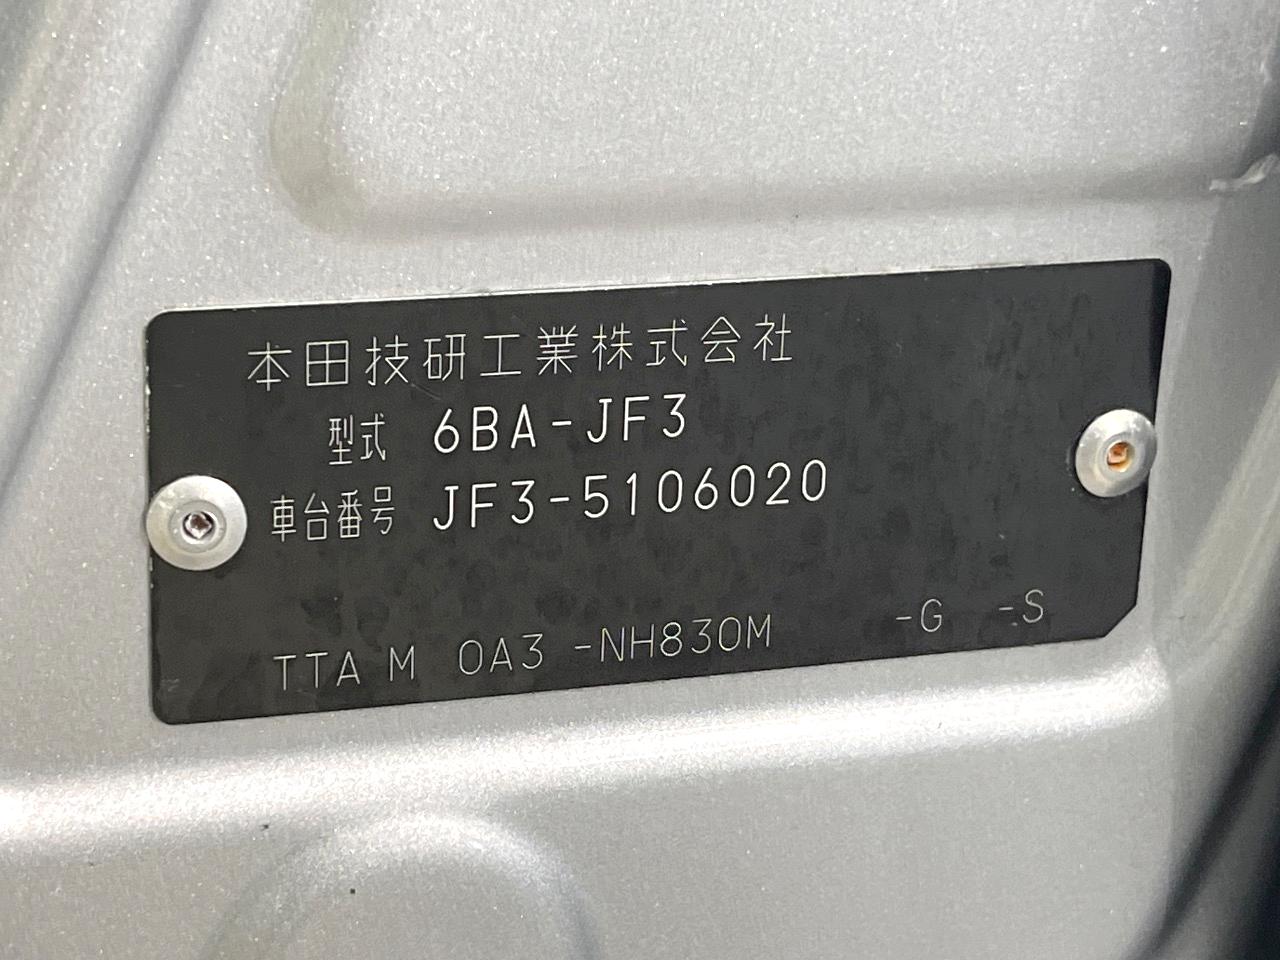 本田技研工業株式会社
型式 6BA-JF3
車台番号 JF3-5106020
TTA M 0A3 -NH830M -G -S